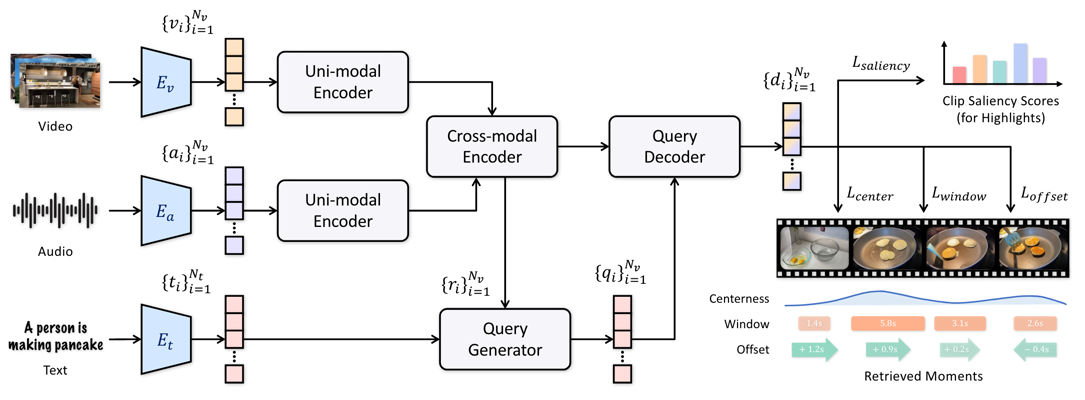 {v_i}_{i=1}^{N_v}
E_v
Uni-modal
Encoder
Video
{a_i}_{i=1}^{N_v}
E_a
Uni-modal
Encoder
Audio
{t_i}_{i=1}^{N_t}
A person is
making pancake
E_t
Text
Cross-modal
Encoder
{r_i}_{i=1}^{N_v}
Query
Generator
{q_i}_{i=1}^{N_v}
Query
Decoder
{d_i}_{i=1}^{N_v}
L_{saliency}
Clip Saliency Scores
(for Highlights)
L_{center} L_{window} L_{offset}
Centerness
Window 1.4s 5.8s 3.1s 2.6s
Offset + 1.2s + 0.9s + 0.2s − 0.4s
Retrieved Moments